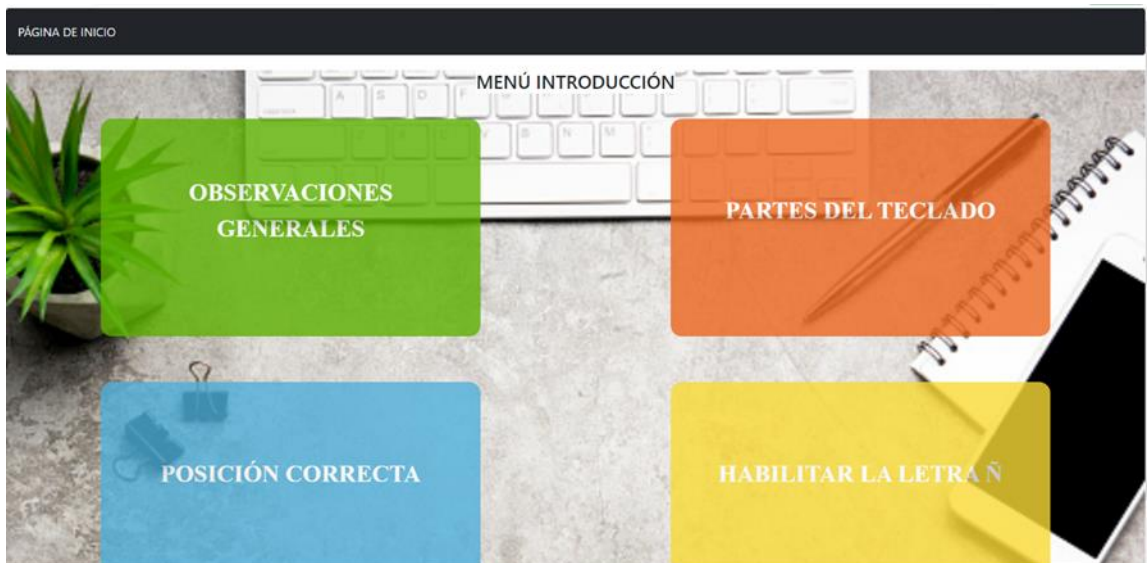 PÁGINA DE INICIO
MENÚ INTRODUCCIÓN
OBSERVACIONES
GENERALES
PARTES DEL TECLADO
POSICIÓN CORRECTA
HABILITAR LA LETRA Ñ
A S D F
B N M